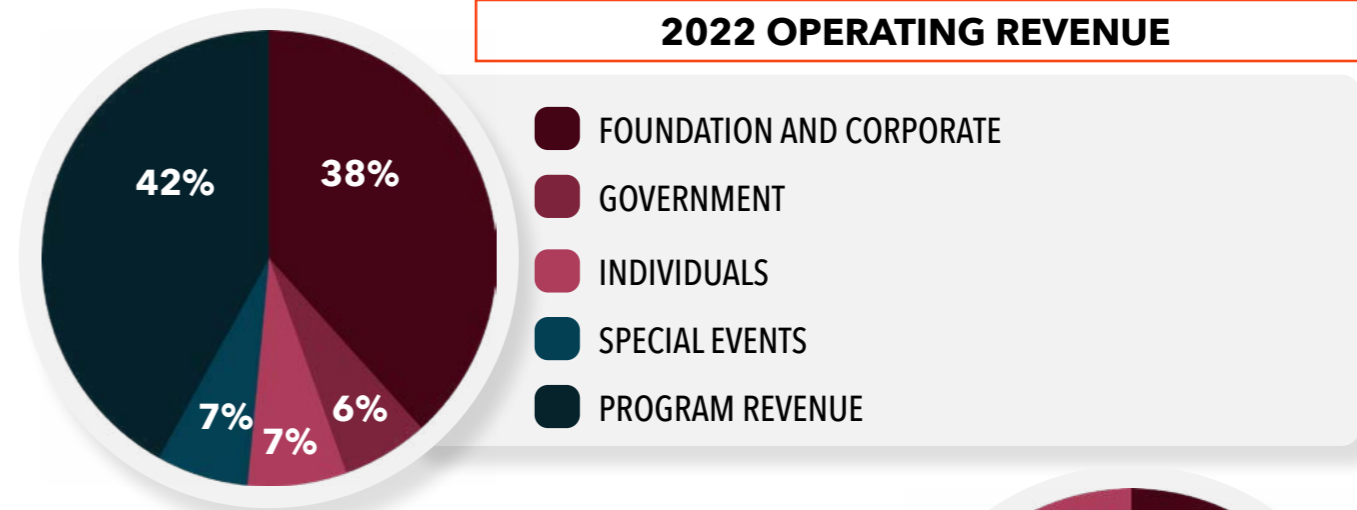 2022 OPERATING REVENUE
42%
38%
7%
7%
6%
FOUNDATION AND CORPORATE
GOVERNMENT
INDIVIDUALS
SPECIAL EVENTS
PROGRAM REVENUE